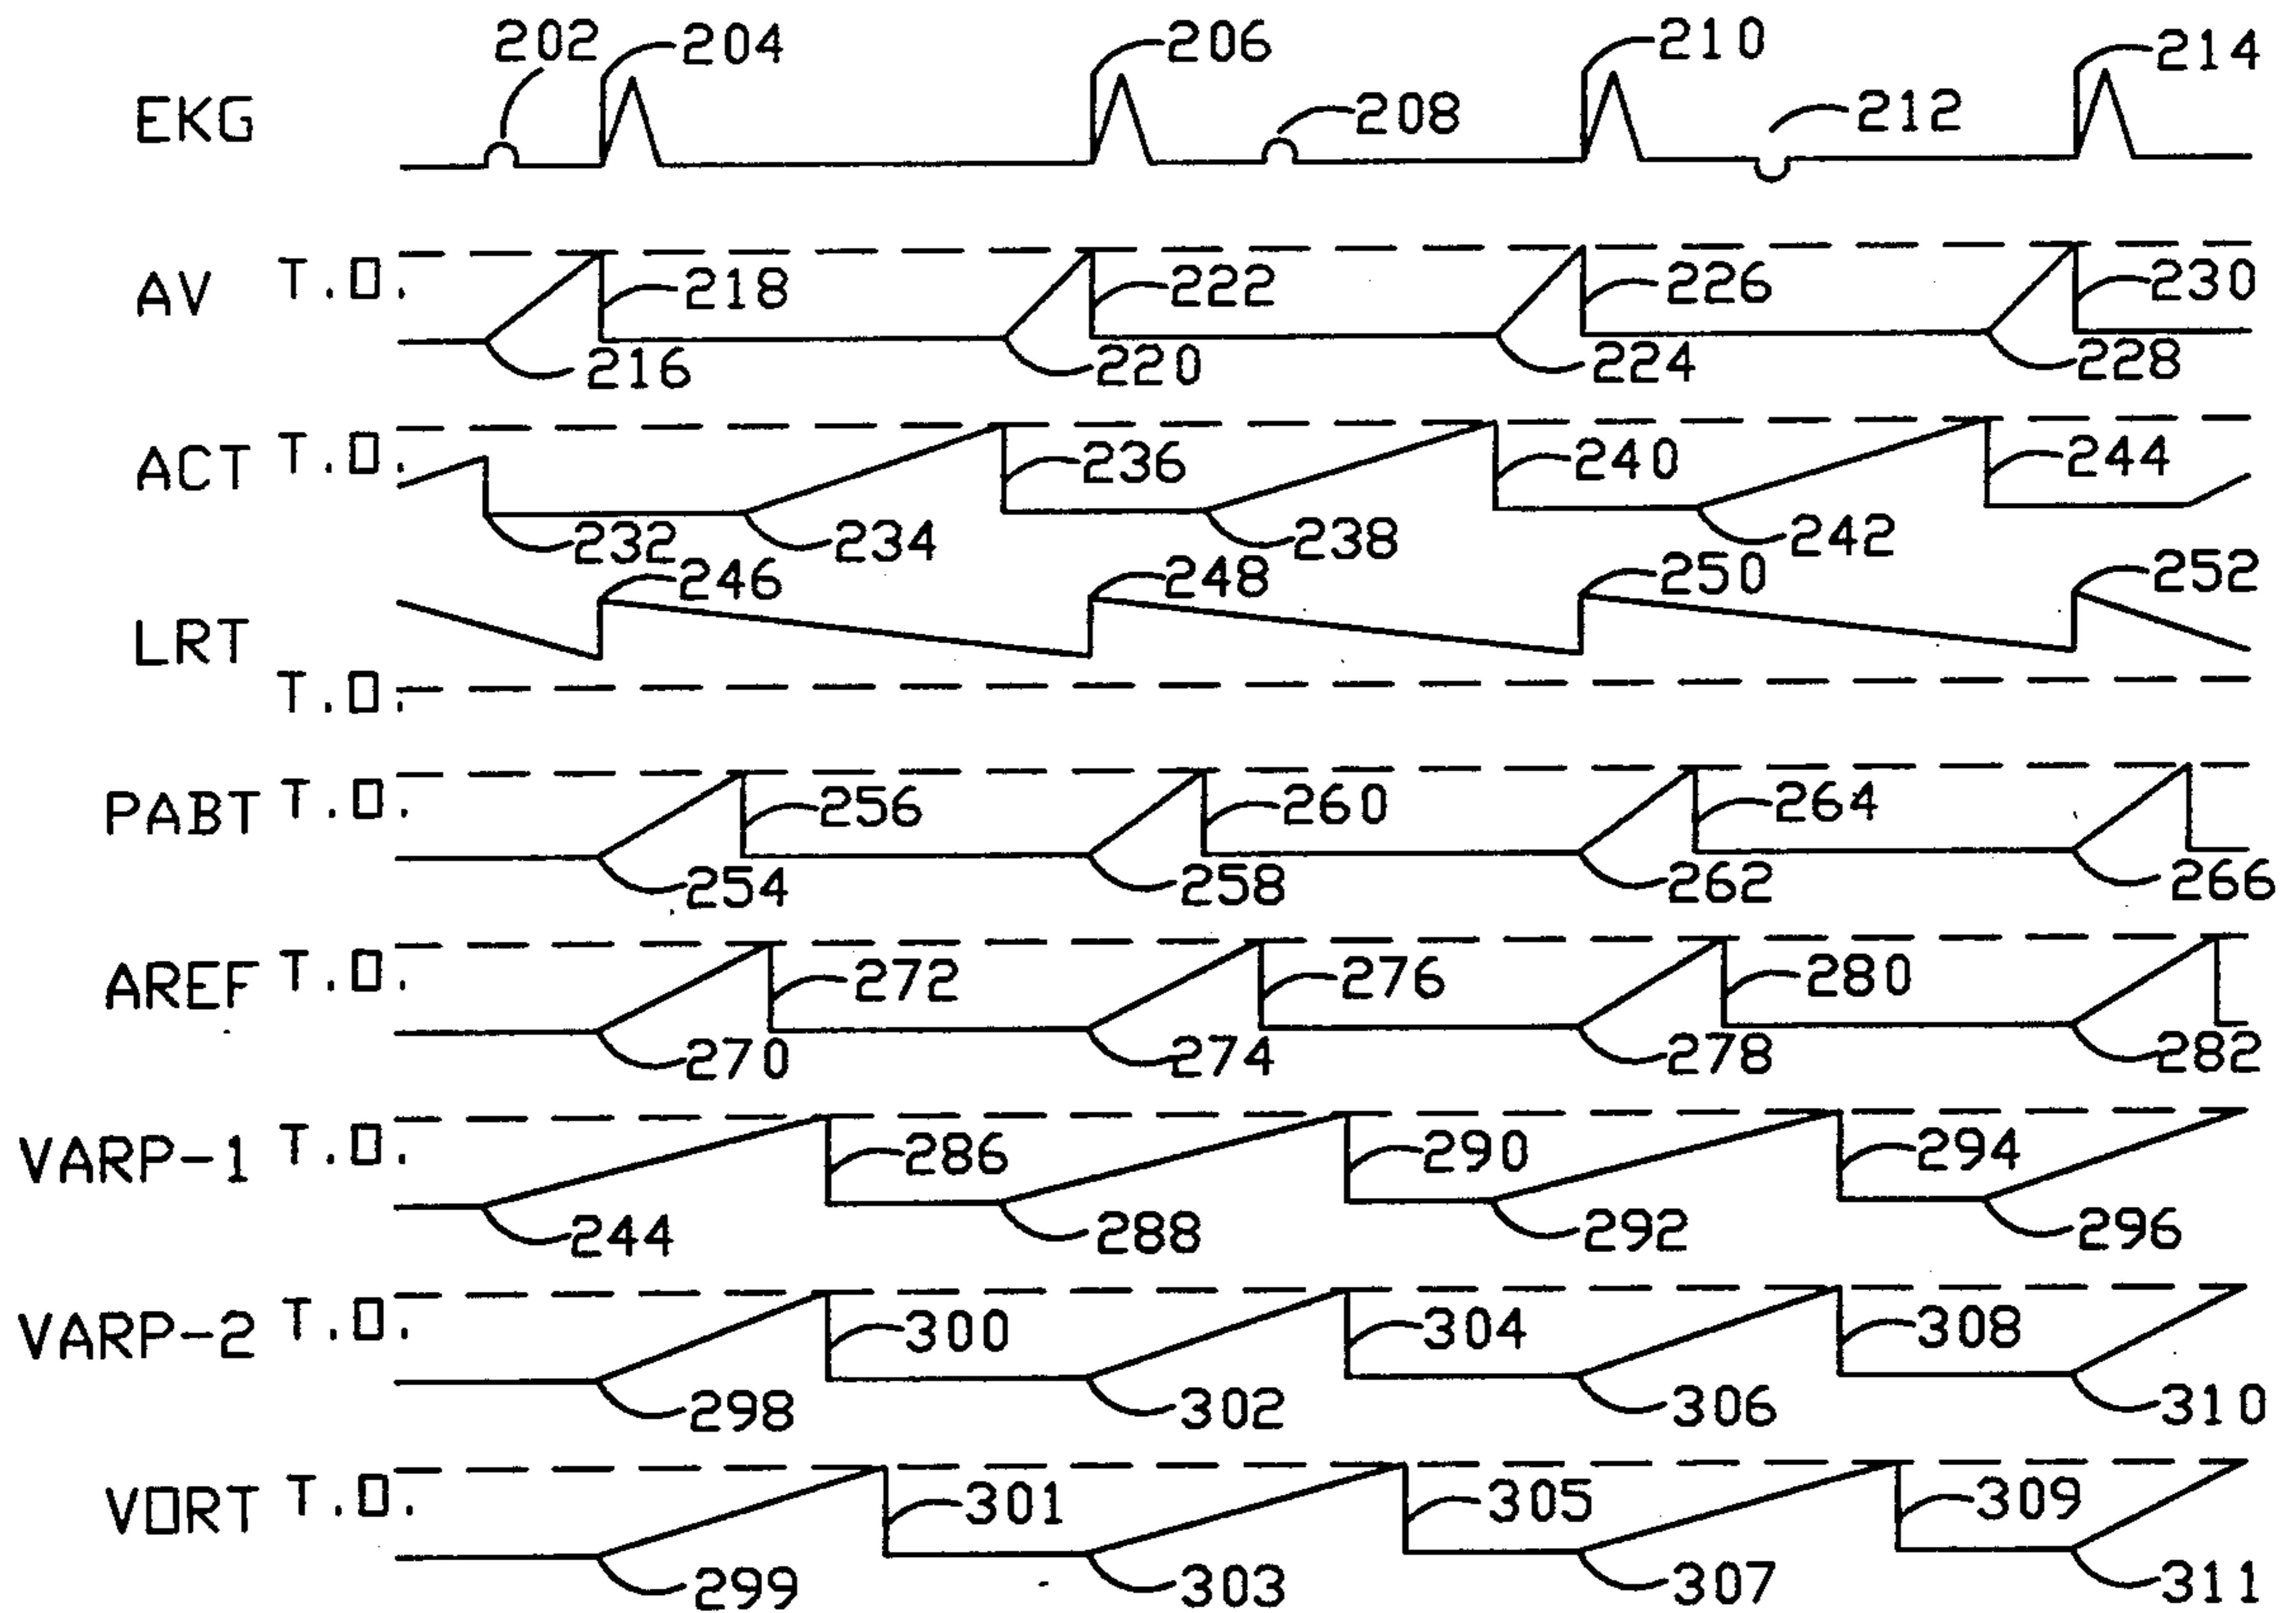 202 204 206 210 214
EKG 208 212
AV T.O. 218 222 226 230
216 220 224 228
ACT T.O. 236 240 244
232 234 238 242
246 248 250 252
LRT
T.O.
PABT T.O. 256 260 264
254 258 262 266
AREF T.O. 272 276 280
270 274 278 282
VARP-1 T.O. 286 290 294
244 288 292 296
VARP-2 T.O. 300 304 308
298 302 306 310
VORT T.O. 301 305 309
299 303 307 311